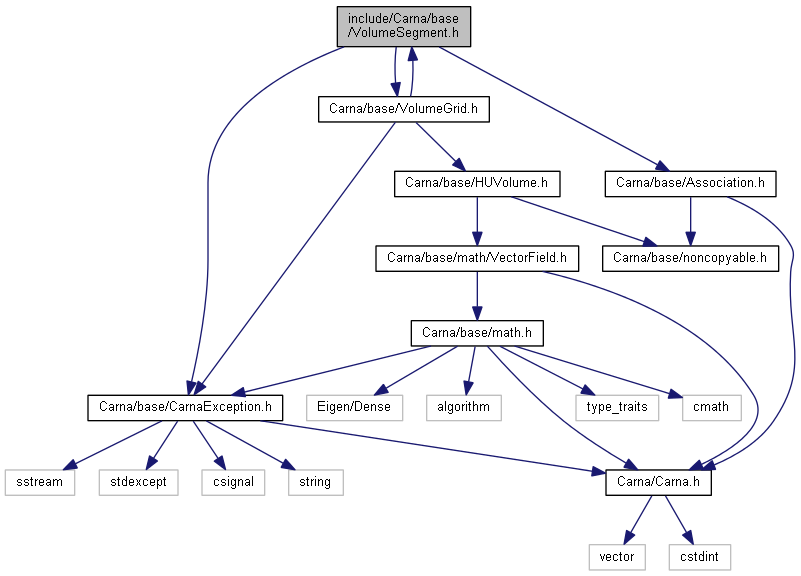 include/Carna/base
/VolumeSegment.h
Carna/base/VolumeGrid.h
Carna/base/HUVolume.h
Carna/base/Association.h
Carna/base/math/VectorField.h
Carna/base/noncopyable.h
Carna/base/math.h
Carna/base/CarnaException.h
Eigen/Dense
algorithm
type_traits
cmath
sstream
stdexcept
csignal
string
Carna/Carna.h
vector
cstdint